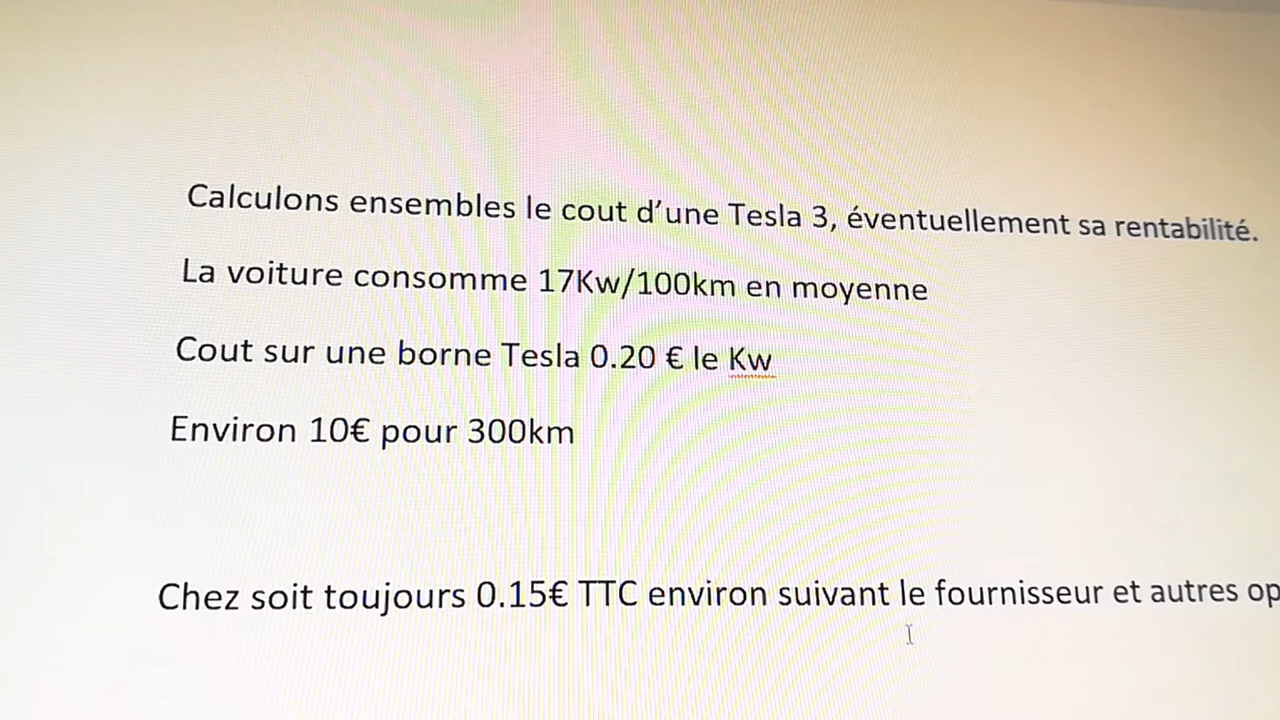 Calculons ensembles le cout d’une Tesla 3, éventuellement sa rentabilité.
La voiture consomme 17Kw/100km en moyenne
Cout sur une borne Tesla 0.20 € le Kw
Environ 10€ pour 300km
Chez soit toujours 0.15€ TTC environ suivant le fournisseur et autres op